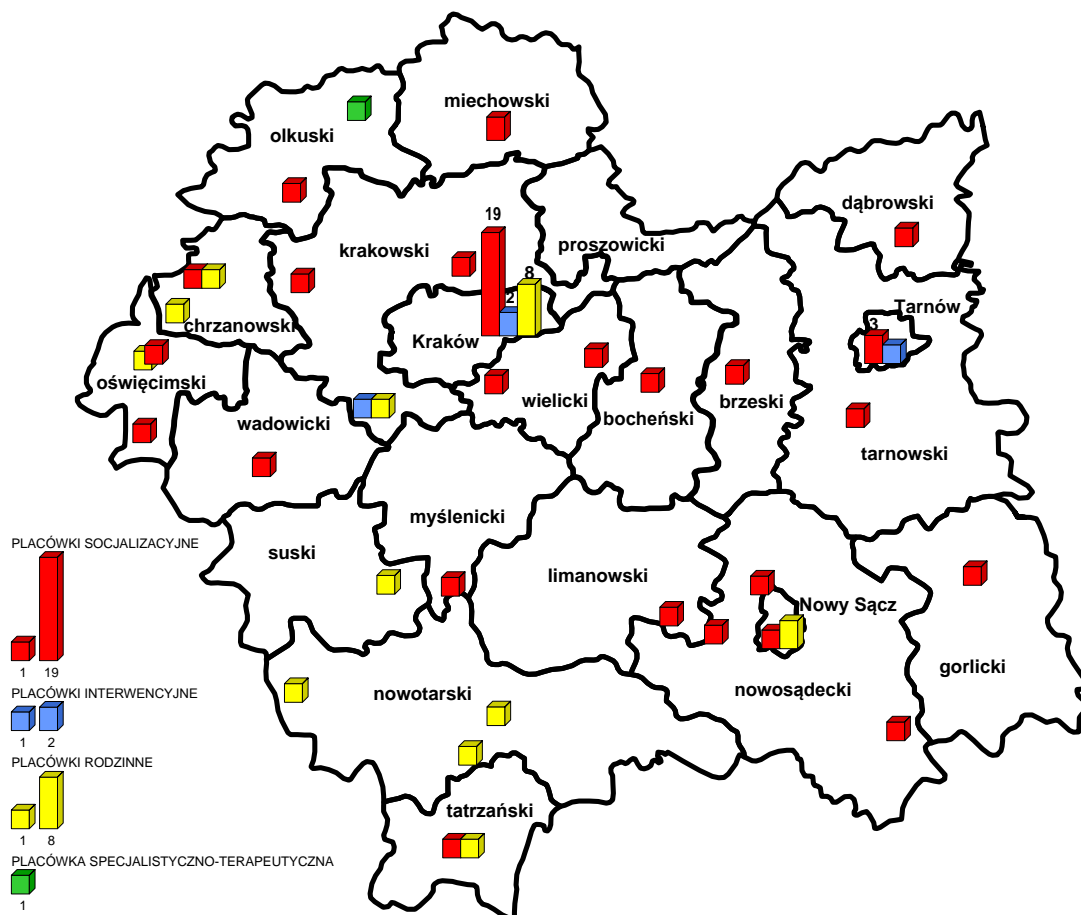 miechowski
olkuski
dąbrowski
19
krakowski
proszowicki
8
2
Tarnów
3
chrzanowski
Kraków
oświęcimski
wielicki
brzeski
bocheński
wadowicki
tarnowski
myślenicki
PLACÓWKI SOCJALIZACYJNE
suski
limanowski
Nowy Sącz
gorlicki
1 19
nowotarski
nowosądecki
PLACÓWKI INTERWENCYJNE
1 2
PLACÓWKI RODZINNE
tatrzański
1 8
PLACÓWKA SPECJALISTYCZNO-TERAPEUTYCZNA
1